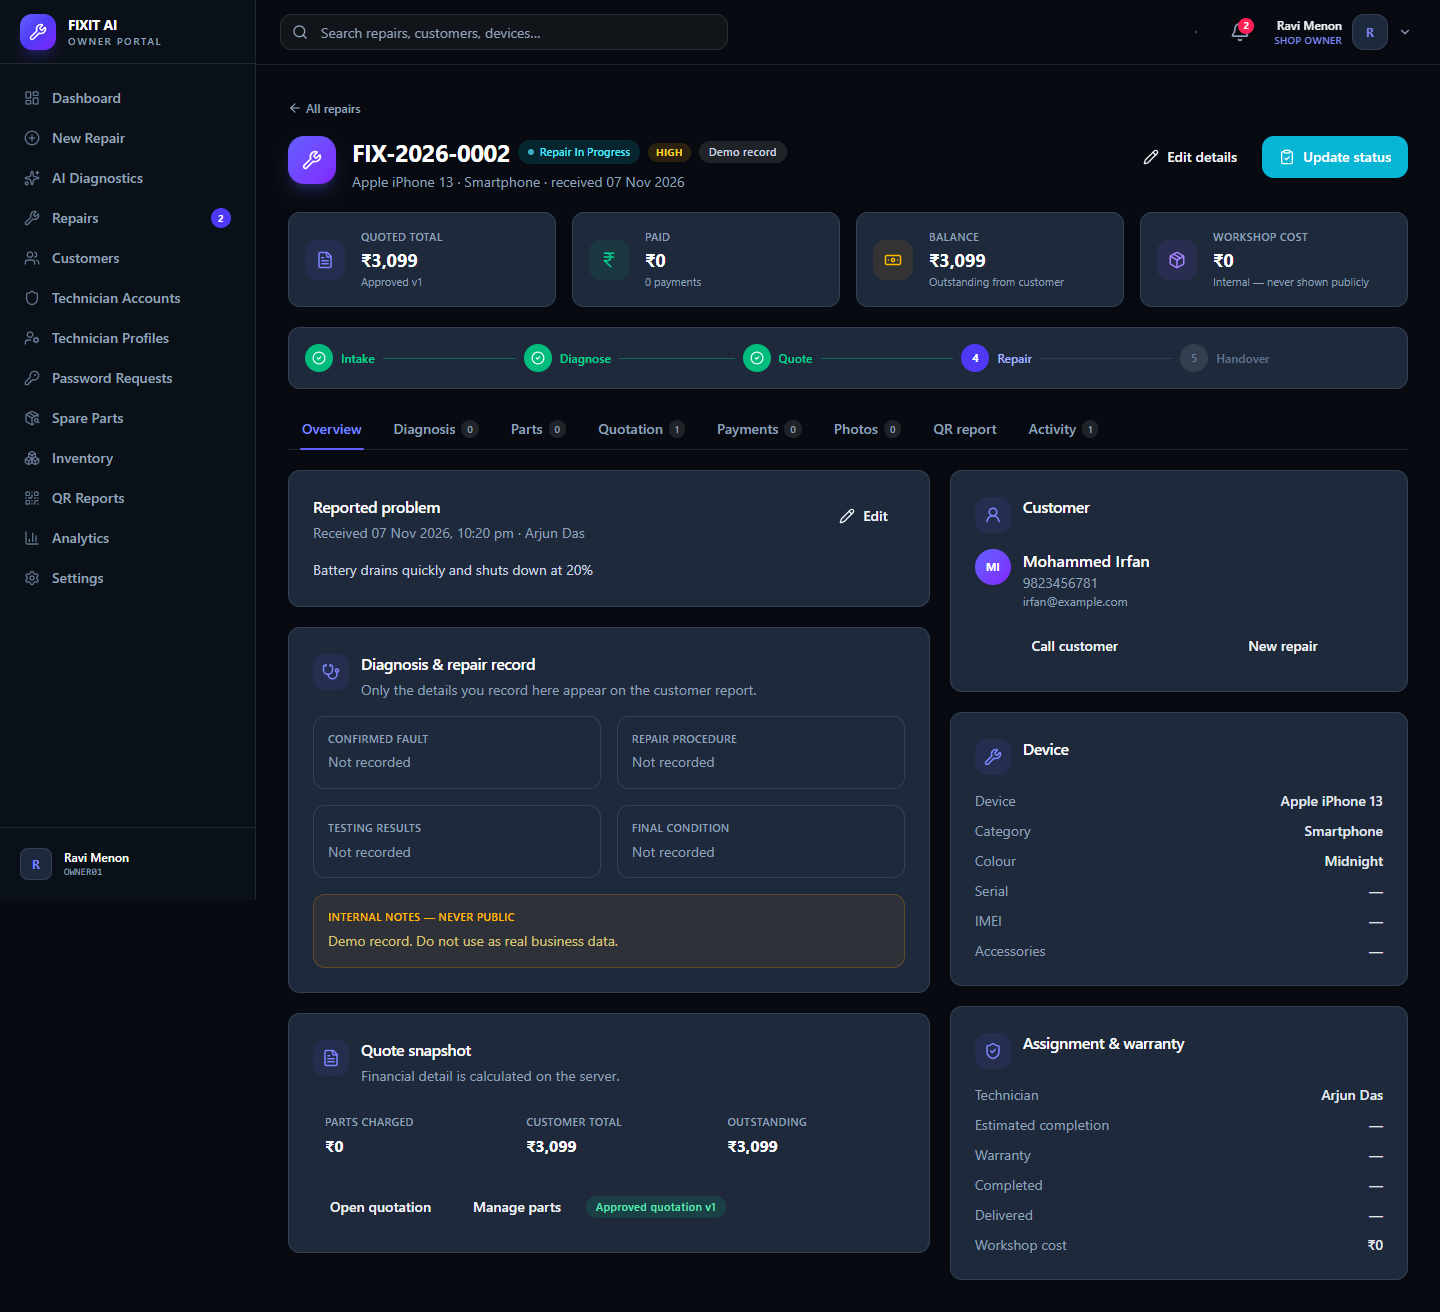 FIXIT AI
OWNER PORTAL
Search repairs, customers, devices...
2
Ravi Menon
SHOP OWNER
R
Dashboard
New Repair
AI Diagnostics
Repairs 2
Customers
Technician Accounts
Technician Profiles
Password Requests
Spare Parts
Inventory
QR Reports
Analytics
Settings
R
Ravi Menon
OWNER01
All repairs
FIX-2026-0002 Repair In Progress HIGH Demo record
Apple iPhone 13 · Smartphone · received 07 Nov 2026
Edit details
Update status
QUOTED TOTAL
₹3,099
Approved v1
PAID
₹0
0 payments
BALANCE
₹3,099
Outstanding from customer
WORKSHOP COST
₹0
Internal — never shown publicly
Intake Diagnose Quote 4 Repair 5 Handover
Overview Diagnosis 0 Parts 0 Quotation 1 Payments 0 Photos 0 QR report Activity 1
Reported problem
Received 07 Nov 2026, 10:20 pm · Arjun Das
Edit
Battery drains quickly and shuts down at 20%
Diagnosis & repair record
Only the details you record here appear on the customer report.
CONFIRMED FAULT
Not recorded
REPAIR PROCEDURE
Not recorded
TESTING RESULTS
Not recorded
FINAL CONDITION
Not recorded
INTERNAL NOTES — NEVER PUBLIC
Demo record. Do not use as real business data.
Quote snapshot
Financial detail is calculated on the server.
PARTS CHARGED
₹0
CUSTOMER TOTAL
₹3,099
OUTSTANDING
₹3,099
Open quotation Manage parts Approved quotation v1
Customer
MI
Mohammed Irfan
9823456781
irfan@example.com
Call customer New repair
Device
Device Apple iPhone 13
Category Smartphone
Colour Midnight
Serial —
IMEI —
Accessories —
Assignment & warranty
Technician Arjun Das
Estimated completion —
Warranty —
Completed —
Delivered —
Workshop cost ₹0